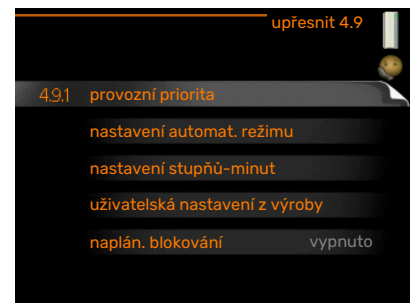 upřesnit 4.9
4.9.1 provozní priorita
nastavení automat. režimu
nastavení stupňů-minut
uživatelská nastavení z výroby
naplán. blokování vypnuto